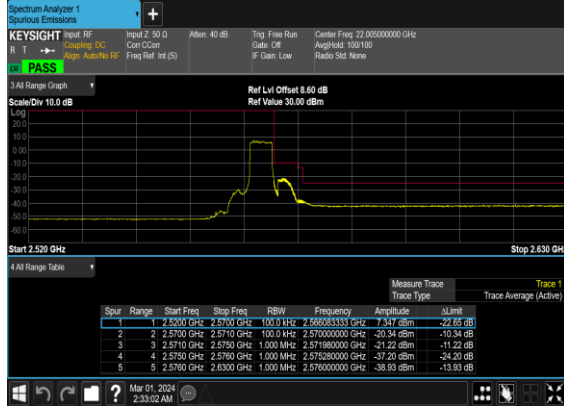 Spectrum Analyzer 1
Spurious Emissions
+
KEYSIGHT Input: RF Input Z: 50 Ω Atten: 40 dB Trig: Free Run Center Freq: 22.005000000 GHz
R T Coupling: DC Corr CCorr Gate: Off Avg|Hold: 100/100
Align: Auto/No RF Freq Ref: Int (S) IF Gain: Low Radio Std: None
PASS
3 All Range Graph
Ref Lvl Offset 8.60 dB
Scale/Div 10.0 dB Ref Value 30.00 dBm
Log
20.0
10.0
0.00
-10.0
-20.0
-30.0
-40.0
-50.0
-60.0
Start 2.520 GHz Stop 2.630 GHz
4 All Range Table
Measure Trace Trace 1
Trace Type Trace Average (Active)
Spur Range Start Freq Stop Freq RBW Frequency Amplitude ΔLimit
1 1 2.5200 GHz 2.5700 GHz 100.0 kHz 2.566083333 GHz 7.347 dBm -22.65 dB
2 2 2.5700 GHz 2.5710 GHz 100.0 kHz 2.570000000 GHz -20.34 dBm -10.34 dB
3 3 2.5710 GHz 2.5750 GHz 1.000 MHz 2.571980000 GHz -21.22 dBm -11.22 dB
4 4 2.5750 GHz 2.5760 GHz 1.000 MHz 2.575280000 GHz -37.20 dBm -24.20 dB
5 5 2.5760 GHz 2.6300 GHz 1.000 MHz 2.576000000 GHz -38.93 dBm -13.93 dB
? Mar 01, 2024
2:33:02 AM